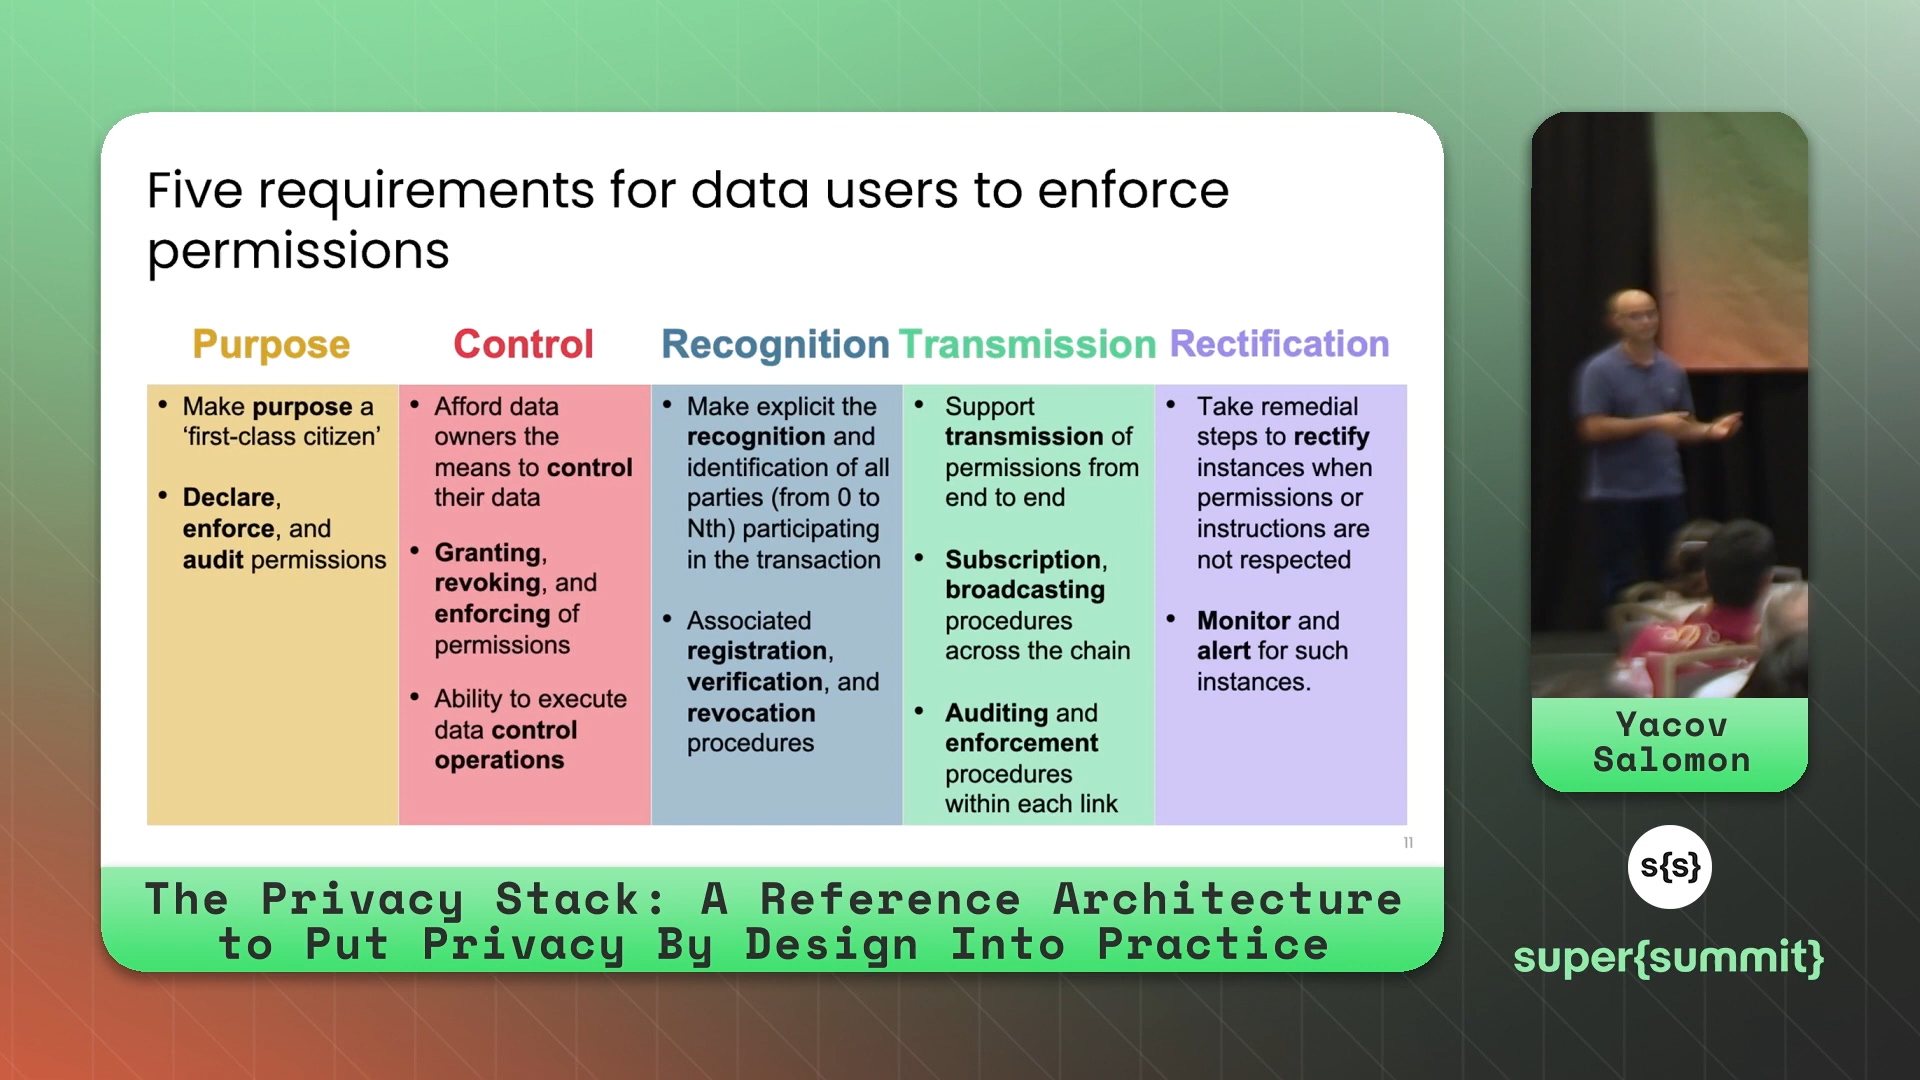 Five requirements for data users to enforce
permissions
Purpose
Control
Recognition
Transmission
Rectification
• Make purpose a
‘first-class citizen’
• Declare,
enforce, and
audit permissions
• Afford data
owners the
means to control
their data
• Granting,
revoking, and
enforcing of
permissions
• Ability to execute
data control
operations
• Make explicit the
recognition and
identification of all
parties (from 0 to
Nth) participating
in the transaction
• Associated
registration,
verification, and
revocation
procedures
• Support
transmission of
permissions from
end to end
• Subscription,
broadcasting
procedures
across the chain
• Auditing and
enforcement
procedures
within each link
• Take remedial
steps to rectify
instances when
permissions or
instructions are
not respected
• Monitor and
alert for such
instances.
11
The Privacy Stack: A Reference Architecture
to Put Privacy By Design Into Practice
Yacov
Salomon
s{s}
super{summit}